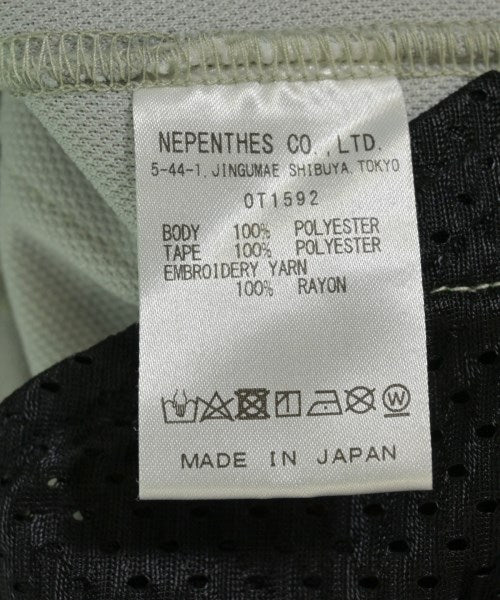 NEPENTHES CO.,LTD.
5-44-1, JINGUMAE SHIBUYA, TOKYO
OT1592
BODY 100% POLYESTER
TAPE 100% POLYESTER
EMBROIDERY YARN
100% RAYON
W
MADE IN JAPAN